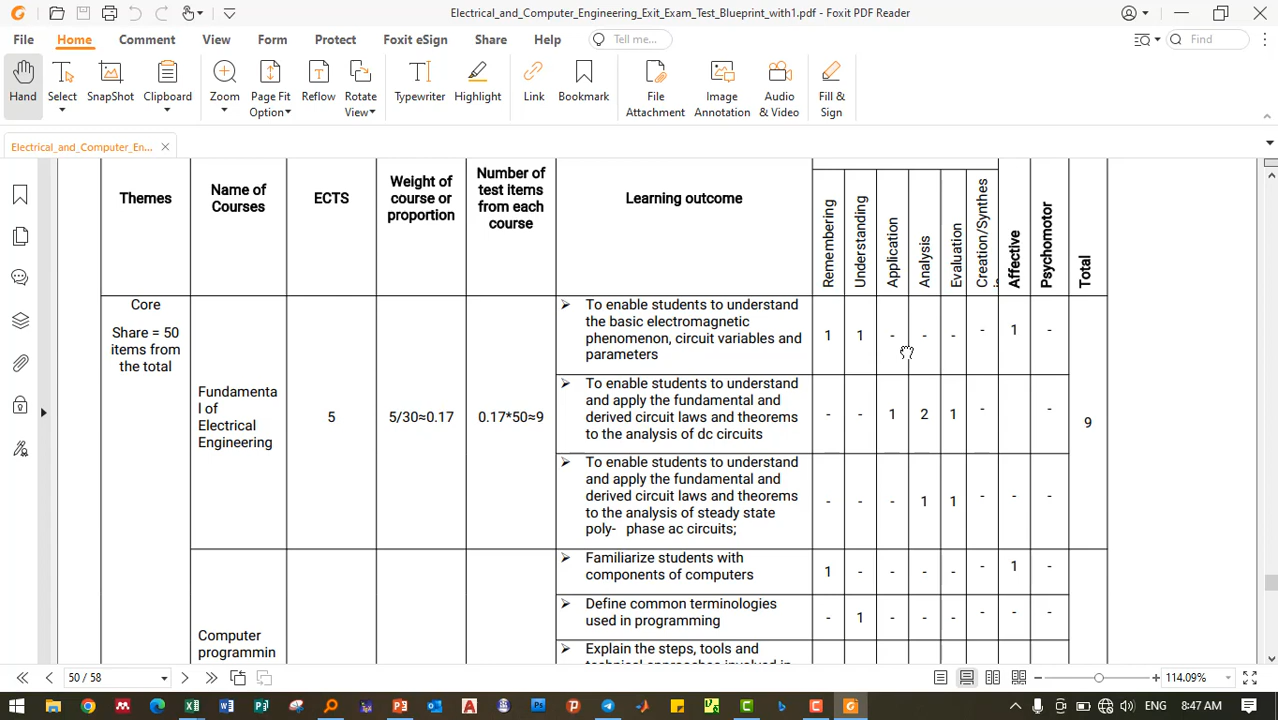 Electrical_and_Computer_Engineering_Exit_Exam_Test_Blueprint_with1.pdf - Foxit PDF Reader
File Home Comment View Form Protect Foxit eSign Share Help Tell me... Find
Hand Select SnapShot Clipboard Zoom Page Fit Option Reflow Rotate View Typewriter Highlight Link Bookmark File Attachment Image Annotation Audio & Video Fill & Sign
Electrical_and_Computer_En...
Themes
Name of
Courses
ECTS
Weight of
course or
proportion
Number of
test items
from each
course
Learning outcome
Remembering
Understanding
Application
Analysis
Evaluation
Creation/Synthes
Affective
Psychomotor
Total
Core
Share = 50
items from
the total
Fundamenta
l of
Electrical
Engineering
5
5/30≈0.17
0.17*50≈9
➢ To enable students to understand
the basic electromagnetic
phenomenon, circuit variables and
parameters
1 1 - - - - 1 -
➢ To enable students to understand
and apply the fundamental and
derived circuit laws and theorems
to the analysis of dc circuits
- - 1 2 1 - -
➢ To enable students to understand
and apply the fundamental and
derived circuit laws and theorems
to the analysis of steady state
poly- phase ac circuits;
- - - 1 1 - - -
9
Computer
programmin
➢ Familiarize students with
components of computers
1 - - - - - 1 -
➢ Define common terminologies
used in programming
- 1 - - - - - -
➢ Explain the steps, tools and
50 / 58
114.09%
ENG 8:47 AM